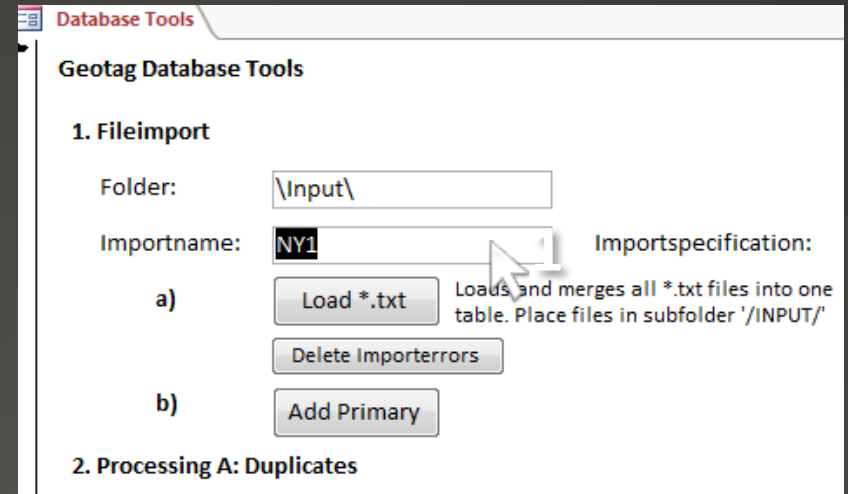 Database Tools
Geotag Database Tools
1. Fileimport
Folder: \Input\
Importname: NY1 1 Importspecification:
a) Load *.txt Loads and merges all *.txt files into one
table. Place files in subfolder '/INPUT/'
Delete Importerrors
b) Add Primary
2. Processing A: Duplicates